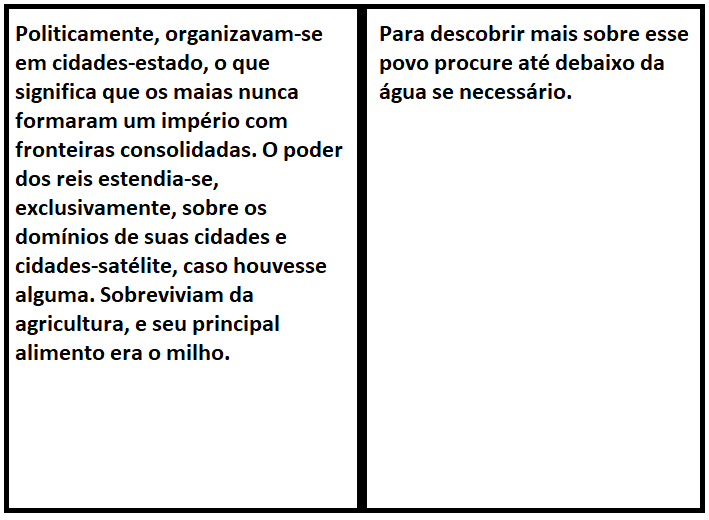 Politicamente, organizavam-se
em cidades-estado, o que
significa que os maias nunca
formaram um império com
fronteiras consolidadas. O poder
dos reis estendia-se,
exclusivamente, sobre os
domínios de suas cidades e
cidades-satélite, caso houvesse
alguma. Sobreviviam da
agricultura, e seu principal
alimento era o milho.
Para descobrir mais sobre esse
povo procure até debaixo da
água se necessário.